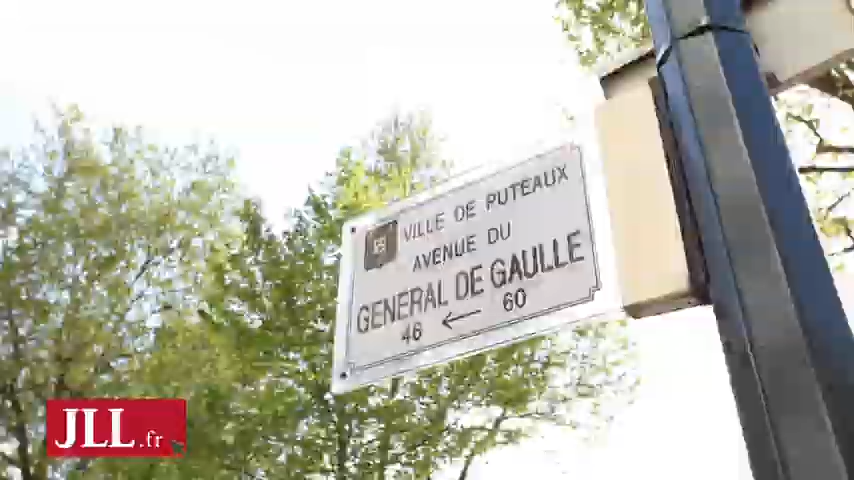 VILLE DE PUTEAUX
AVENUE DU
GENERAL DE GAULLE
46 ← 60
JLL.fr